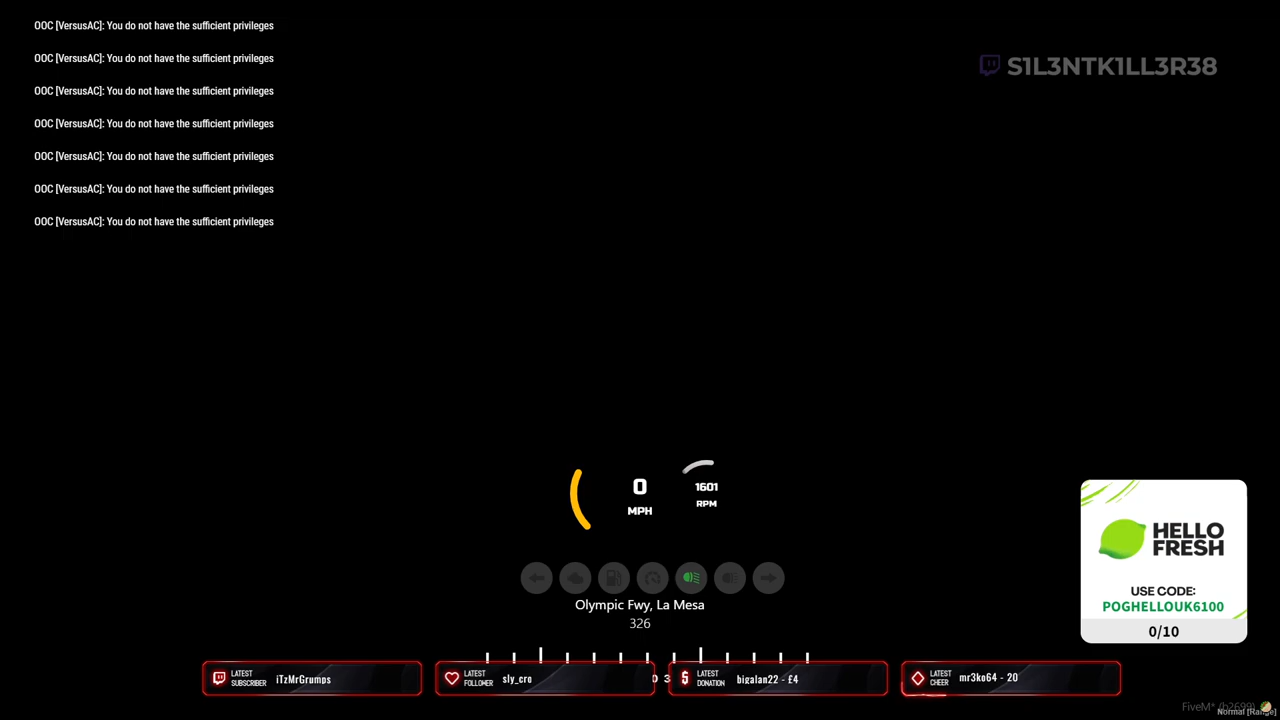 OOC [VersusAC]: You do not have the sufficient privileges
OOC [VersusAC]: You do not have the sufficient privileges
OOC [VersusAC]: You do not have the sufficient privileges
OOC [VersusAC]: You do not have the sufficient privileges
OOC [VersusAC]: You do not have the sufficient privileges
OOC [VersusAC]: You do not have the sufficient privileges
OOC [VersusAC]: You do not have the sufficient privileges
S1L3NTK1LL3R38
0
MPH
1601
RPM
Olympic Fwy, La Mesa
326
HELLO
FRESH
USE CODE:
POGHELLOUK6100
0/10
LATEST
SUBSCRIBER
iTzMrGrumps
LATEST
FOLLOWER
sly_cro
LATEST
DONATION
bigalan22 - £4
LATEST
CHEER
mr3ko64 - 20
FiveM* (b2699)
Normal [Range]